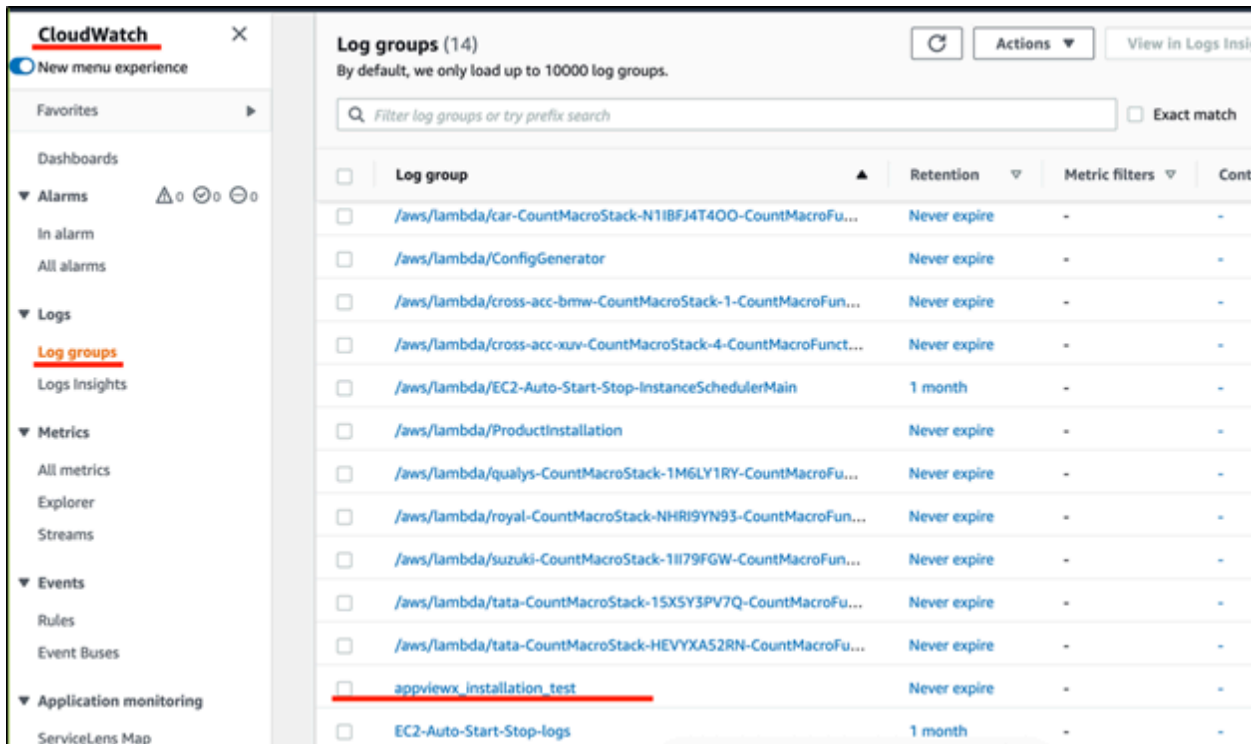 CloudWatch
New menu experience
Favorites
Dashboards
Alarms 0 0 0
In alarm
All alarms
Logs
Log groups
Logs Insights
Metrics
All metrics
Explorer
Streams
Events
Rules
Event Buses
Application monitoring
ServiceLens Map
Log groups (14)
Actions
View in Logs Insi
By default, we only load up to 10000 log groups.
Filter log groups or try prefix search
Exact match
Log group Retention Metric filters Cont
/aws/lambda/car-CountMacroStack-N1IBFJ4T4OO-CountMacroFu... Never expire - -
/aws/lambda/ConfigGenerator Never expire - -
/aws/lambda/cross-acc-bmw-CountMacroStack-1-CountMacroFun... Never expire - -
/aws/lambda/cross-acc-xuv-CountMacroStack-4-CountMacroFunct... Never expire - -
/aws/lambda/EC2-Auto-Start-Stop-InstanceSchedulerMain 1 month - -
/aws/lambda/ProductInstallation Never expire - -
/aws/lambda/qualys-CountMacroStack-1M6LY1RY-CountMacroFu... Never expire - -
/aws/lambda/royal-CountMacroStack-NHRI9YN93-CountMacroFun... Never expire - -
/aws/lambda/suzuki-CountMacroStack-1II79FGW-CountMacroFun... Never expire - -
/aws/lambda/tata-CountMacroStack-15X5Y3PV7Q-CountMacroFu... Never expire - -
/aws/lambda/tata-CountMacroStack-HEVYXA52RN-CountMacroFu... Never expire - -
appviewx_installation_test Never expire - -
EC2-Auto-Start-Stop-logs 1 month - -